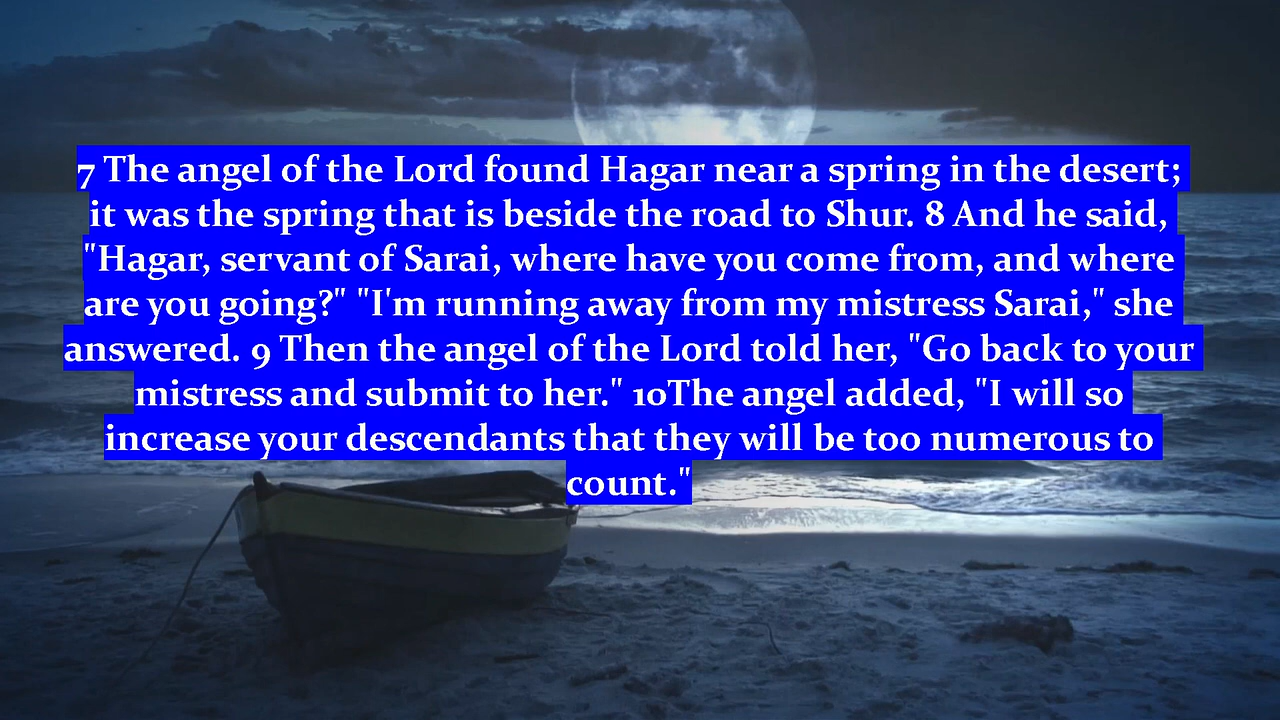 7 The angel of the Lord found Hagar near a spring in the desert;
it was the spring that is beside the road to Shur. 8 And he said,
"Hagar, servant of Sarai, where have you come from, and where
are you going?" "I'm running away from my mistress Sarai," she
answered. 9 Then the angel of the Lord told her, "Go back to your
mistress and submit to her." 10The angel added, "I will so
increase your descendants that they will be too numerous to
count."